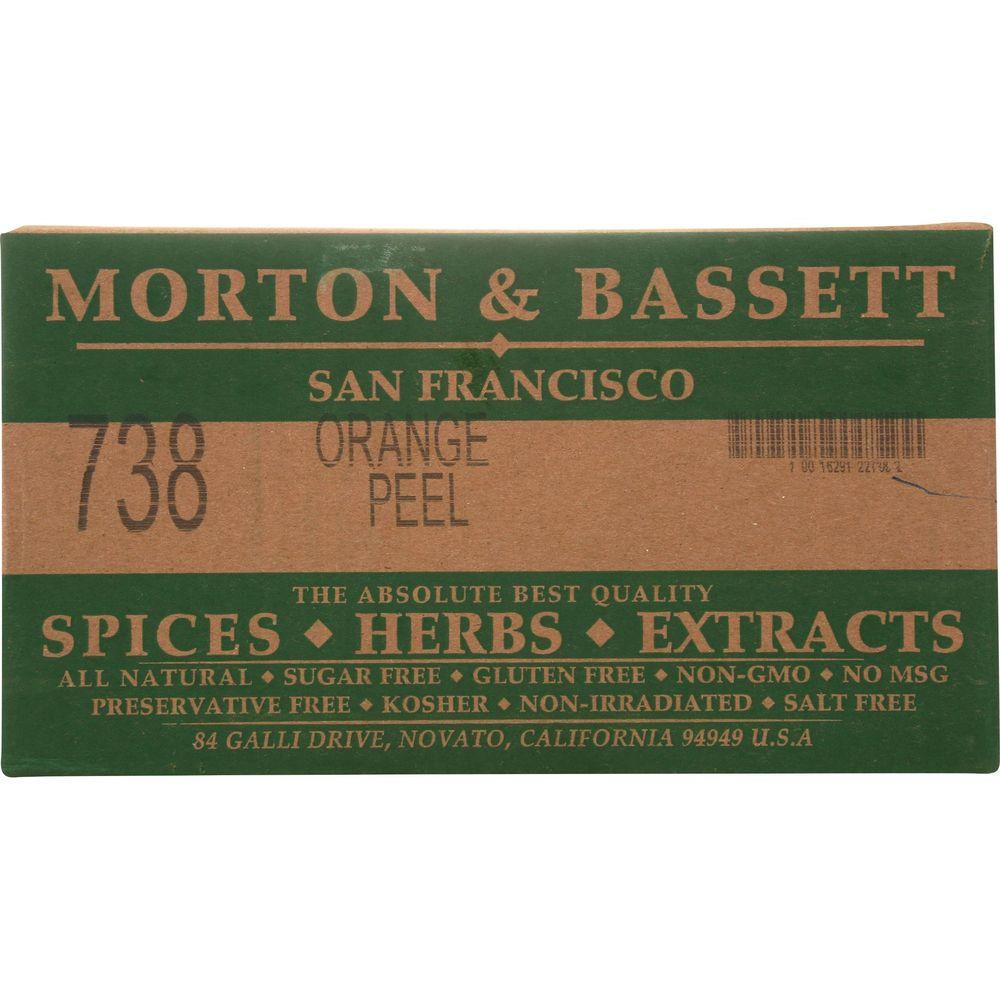 MORTON & BASSETT
SAN FRANCISCO
738
ORANGE
PEEL
THE ABSOLUTE BEST QUALITY
SPICES ◆ HERBS ◆ EXTRACTS
ALL NATURAL ◆ SUGAR FREE ◆ GLUTEN FREE ◆ NON-GMO ◆ NO MSG
PRESERVATIVE FREE ◆ KOSHER ◆ NON-IRRADIATED ◆ SALT FREE
84 GALLI DRIVE, NOVATO, CALIFORNIA 94949 U.S.A